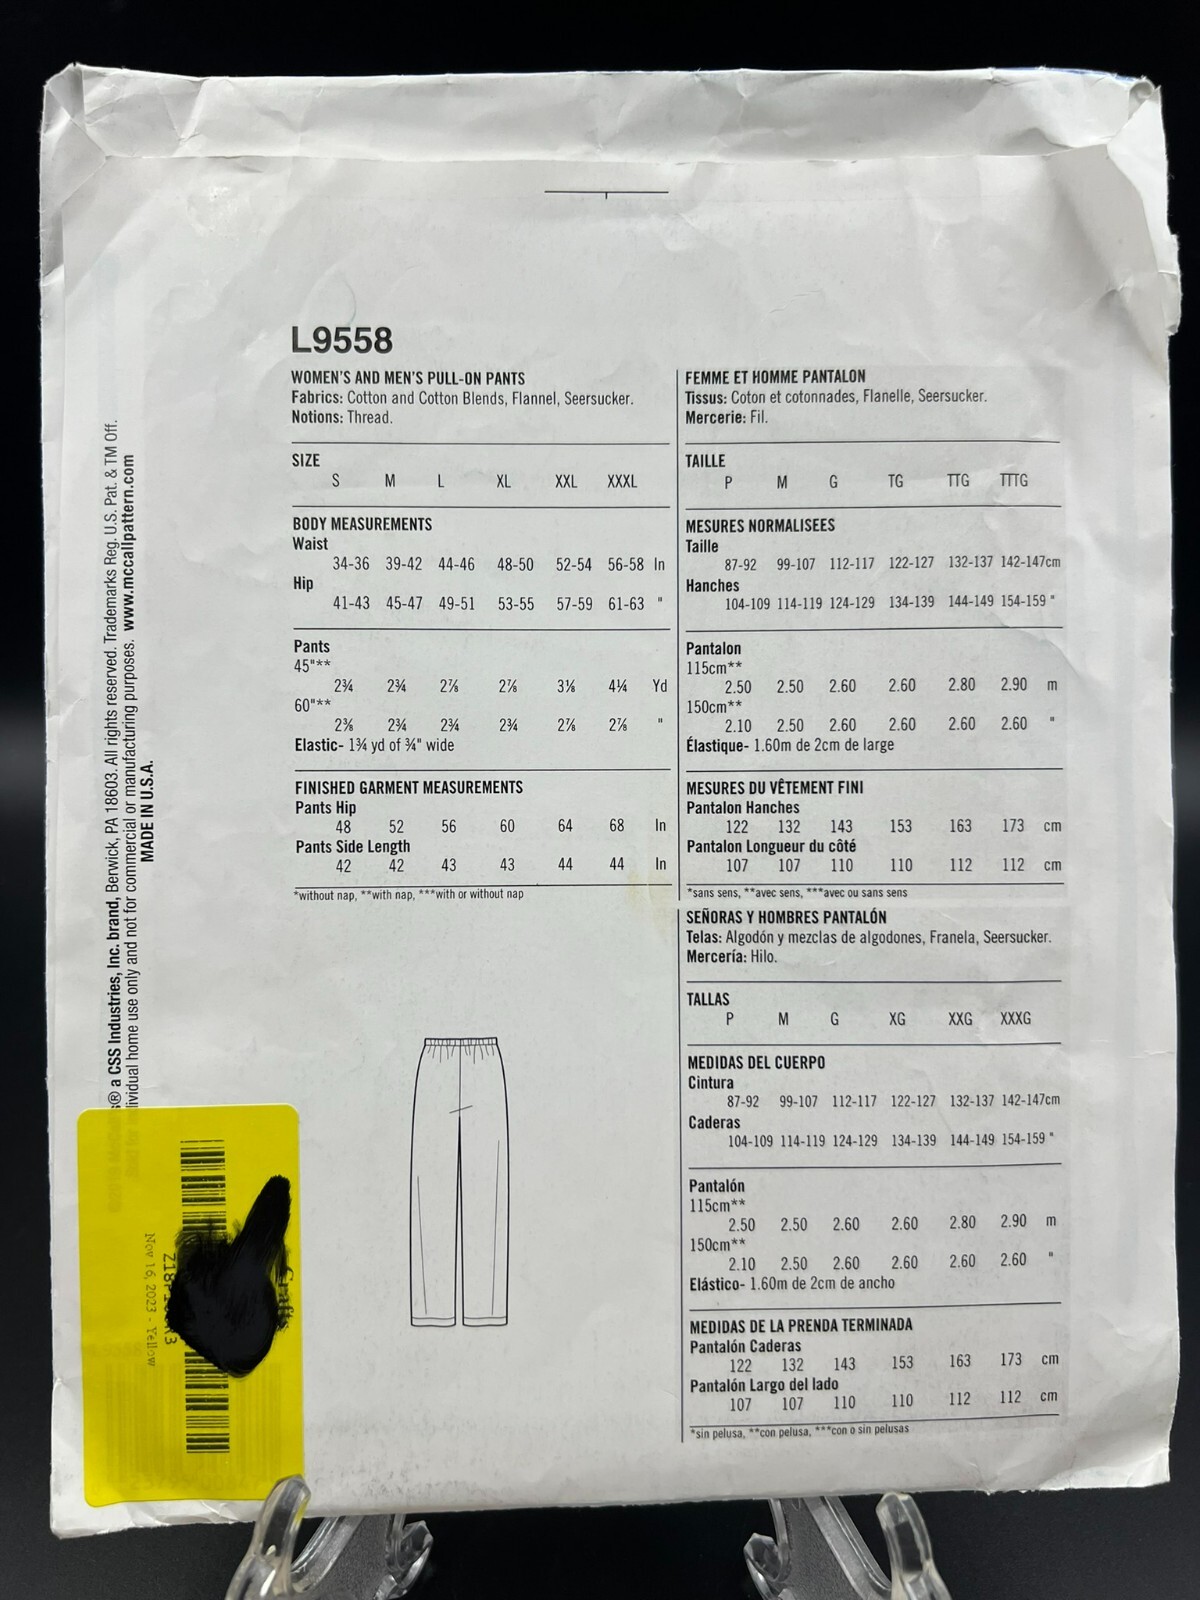 L9558
WOMEN'S AND MEN'S PULL-ON PANTS
Fabrics: Cotton and Cotton Blends, Flannel, Seersucker.
Notions: Thread.
SIZE
S M L XL XXL XXXL
BODY MEASUREMENTS
Waist
34-36 39-42 44-46 48-50 52-54 56-58 In
Hip
41-43 45-47 49-51 53-55 57-59 61-63 "
Pants
45"**
2¾ 2¾ 2⅞ 2⅞ 3⅛ 4¼ Yd
60"**
2⅜ 2¾ 2¾ 2¾ 2⅞ 2⅞ "
Elastic- 1¾ yd of ¾" wide
FINISHED GARMENT MEASUREMENTS
Pants Hip
48 52 56 60 64 68 In
Pants Side Length
42 42 43 43 44 44 In
*without nap, **with nap, ***with or without nap
FEMME ET HOMME PANTALON
Tissus: Coton et cotonnades, Flanelle, Seersucker.
Mercerie: Fil.
TAILLE
P M G TG TTG TTTG
MESURES NORMALISEES
Taille
87-92 99-107 112-117 122-127 132-137 142-147cm
Hanches
104-109 114-119 124-129 134-139 144-149 154-159 "
Pantalon
115cm**
2.50 2.50 2.60 2.60 2.80 2.90 m
150cm**
2.10 2.50 2.60 2.60 2.60 2.60 "
Élastique- 1.60m de 2cm de large
MESURES DU VÊTEMENT FINI
Pantalon Hanches
122 132 143 153 163 173 cm
Pantalon Longueur du côté
107 107 110 110 112 112 cm
*sans sens, **avec sens, ***avec ou sans sens
SEÑORAS Y HOMBRES PANTALÓN
Telas: Algodón y mezclas de algodones, Franela, Seersucker.
Mercería: Hilo.
TALLAS
P M G XG XXG XXXG
MEDIDAS DEL CUERPO
Cintura
87-92 99-107 112-117 122-127 132-137 142-147cm
Caderas
104-109 114-119 124-129 134-139 144-149 154-159 "
Pantalón
115cm**
2.50 2.50 2.60 2.60 2.80 2.90 m
150cm**
2.10 2.50 2.60 2.60 2.60 2.60 "
Elástico- 1.60m de 2cm de ancho
MEDIDAS DE LA PRENDA TERMINADA
Pantalón Caderas
122 132 143 153 163 173 cm
Pantalón Largo del lado
107 107 110 110 112 112 cm
*sin pelusa, **con pelusa, ***con o sin pelusas
® a CSS Industries, Inc. brand, Berwick, PA 18603. All rights reserved. Trademarks Reg. U.S. Pat. & TM Off.
individual home use only and not for commercial or manufacturing purposes. www.mccallpattern.com
MADE IN U.S.A.
Crafts
Nov 16, 2023 - Yellow